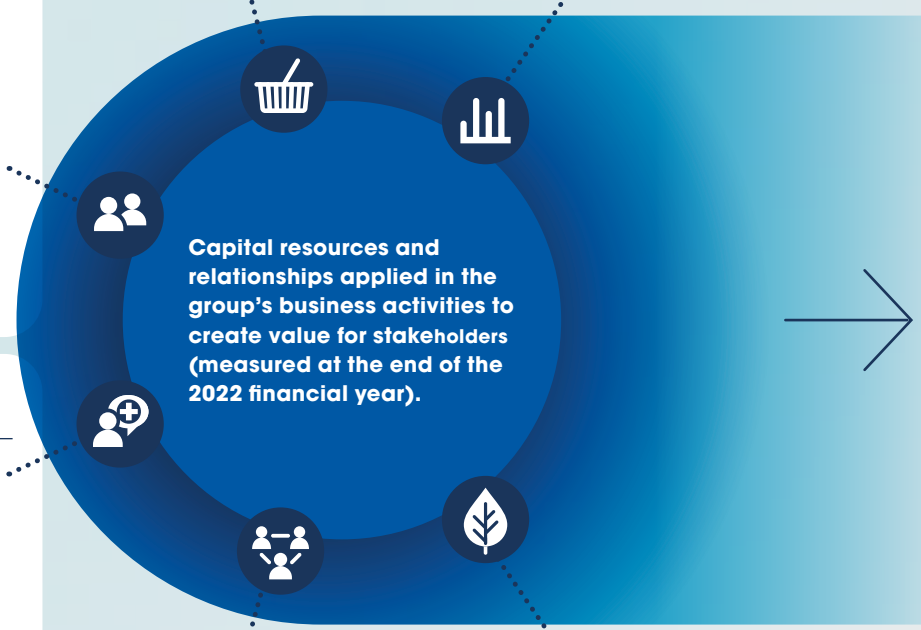 Capital resources and
relationships applied in the
group’s business activities to
create value for stakeholders
(measured at the end of the
2022 financial year).